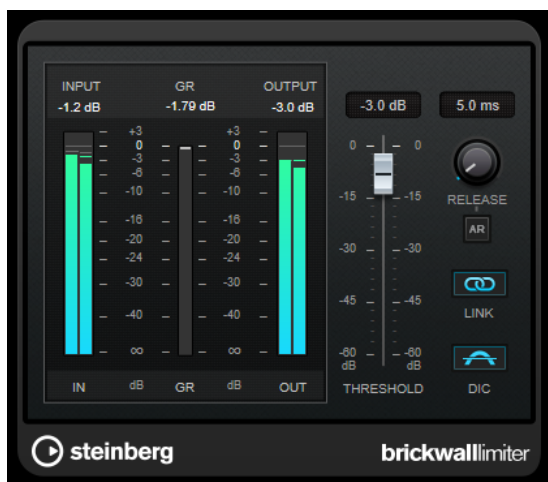 INPUT GR OUTPUT
-1.2 dB -1.79 dB -3.0 dB -3.0 dB 5.0 ms
+3 +3
0 0 0 0
-3 -3
-6 -6
-10 -10
-15 -15 RELEASE
-16 -16
AR
-20 -20
-24 -24 -30 -30
-30 -30
-45 -45 LINK
-40 -40
∞ ∞ -60 -60
dB dB
IN dB GR dB OUT THRESHOLD DIC
steinberg brickwalllimiter